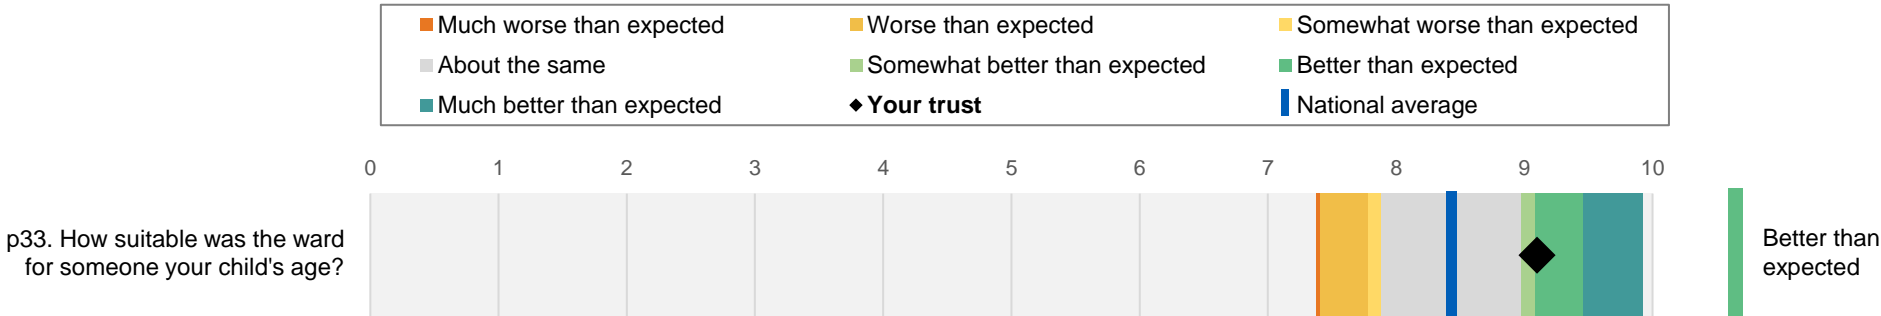 Much worse than expected
Worse than expected
Somewhat worse than expected
About the same
Somewhat better than expected
Better than expected
Much better than expected
Your trust
National average
0 1 2 3 4 5 6 7 8 9 10
p33. How suitable was the ward
for someone your child's age?
Better than
expected